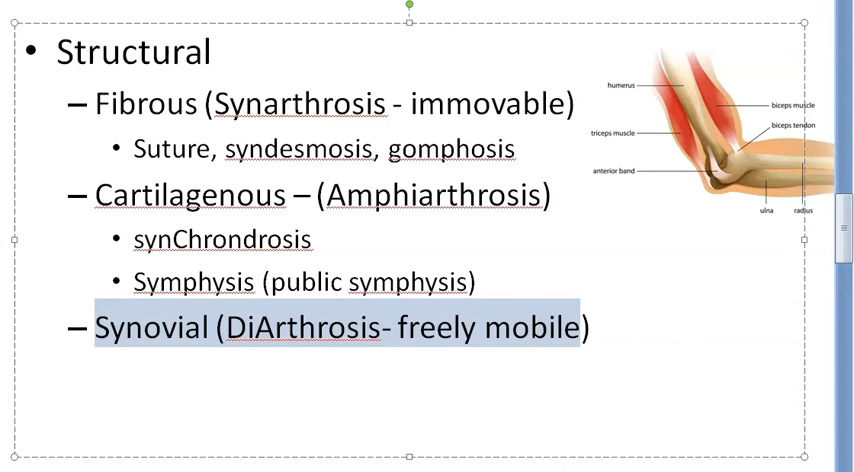 • Structural
– Fibrous (Synarthrosis - immovable)
• Suture, syndesmosis, gomphosis
– Cartilagenous – (Amphiarthrosis)
• synChrondrosis
• Symphysis (public symphysis)
– Synovial (DiArthrosis- freely mobile)
humerus
biceps muscle
biceps tendon
triceps muscle
anterior band
ulna
radius